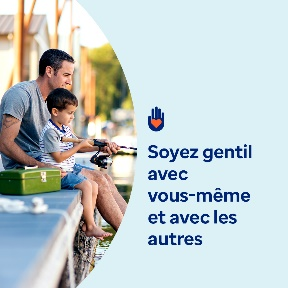 Soyez gentil
avec
vous-même
et avec les
autres